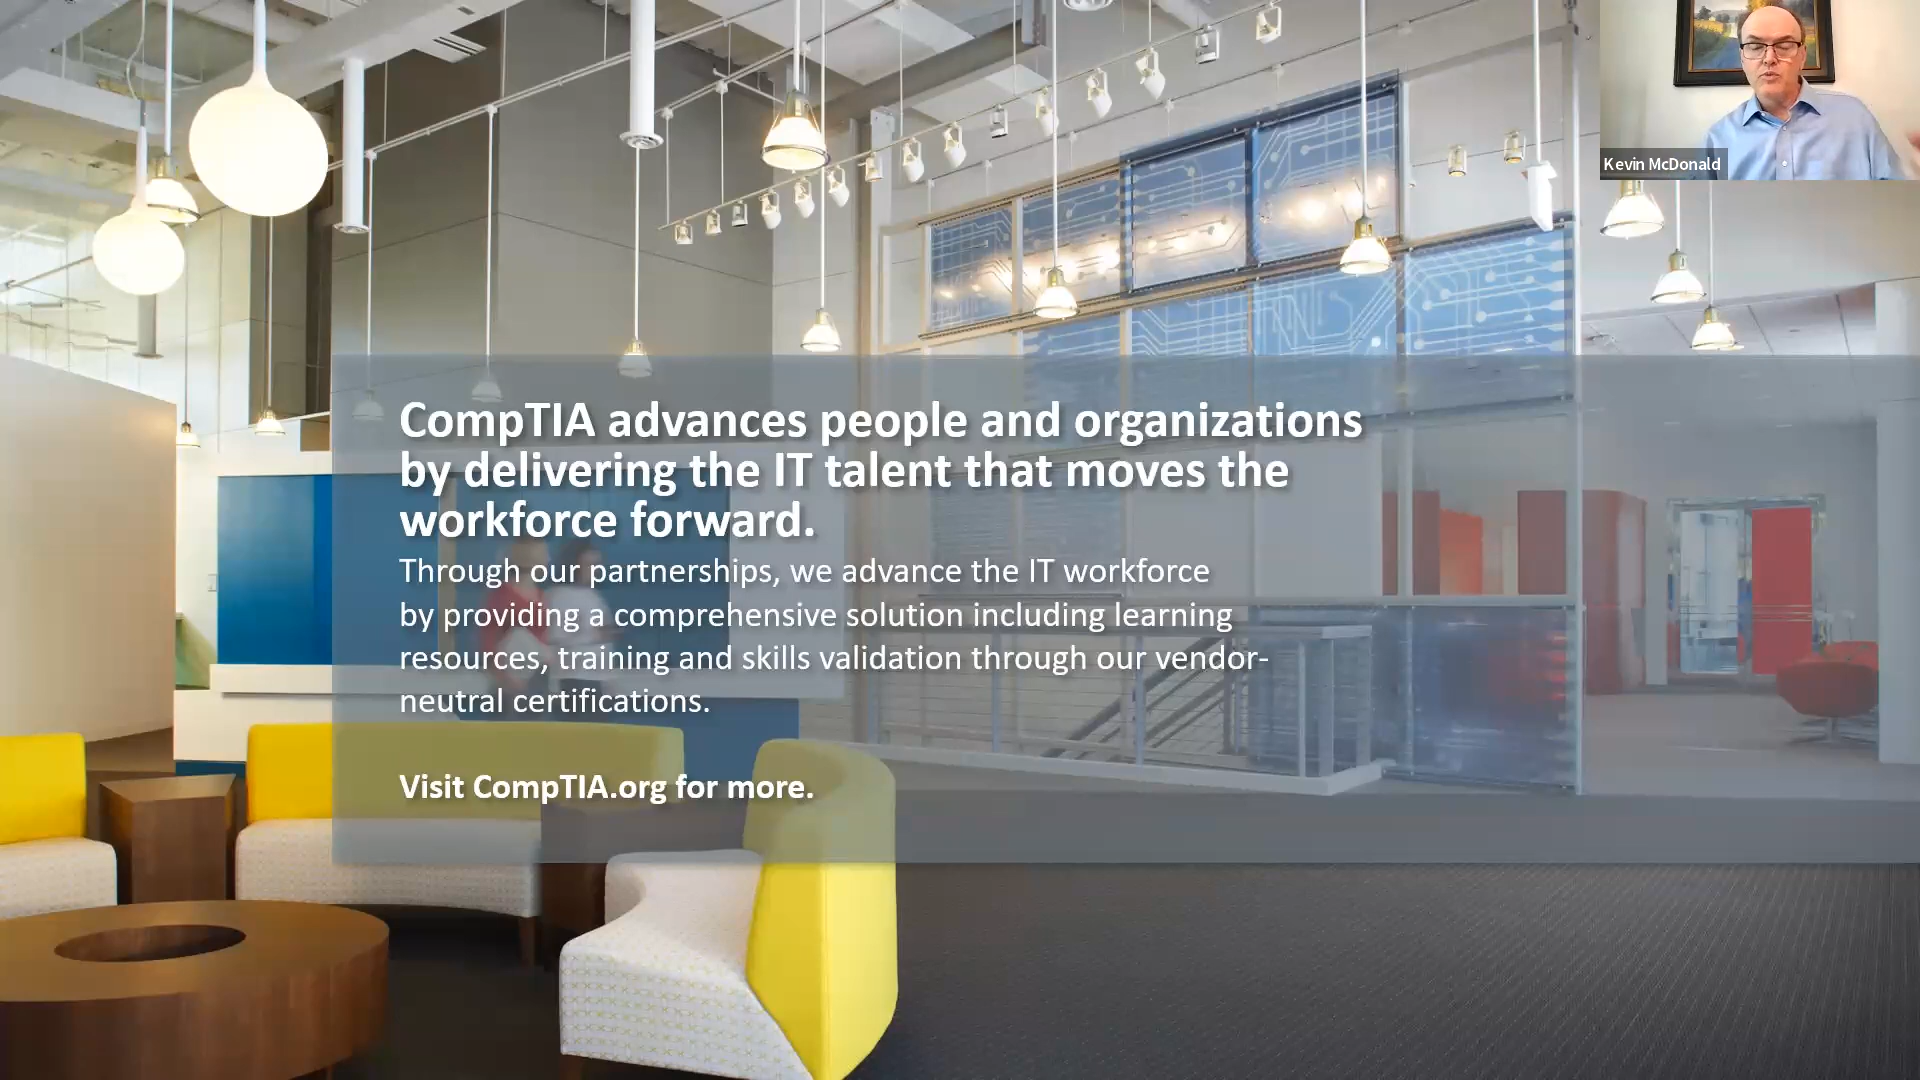 Kevin McDonald
CompTIA advances people and organizations
by delivering the IT talent that moves the
workforce forward.
Through our partnerships, we advance the IT workforce
by providing a comprehensive solution including learning
resources, training and skills validation through our vendor-
neutral certifications.
Visit CompTIA.org for more.